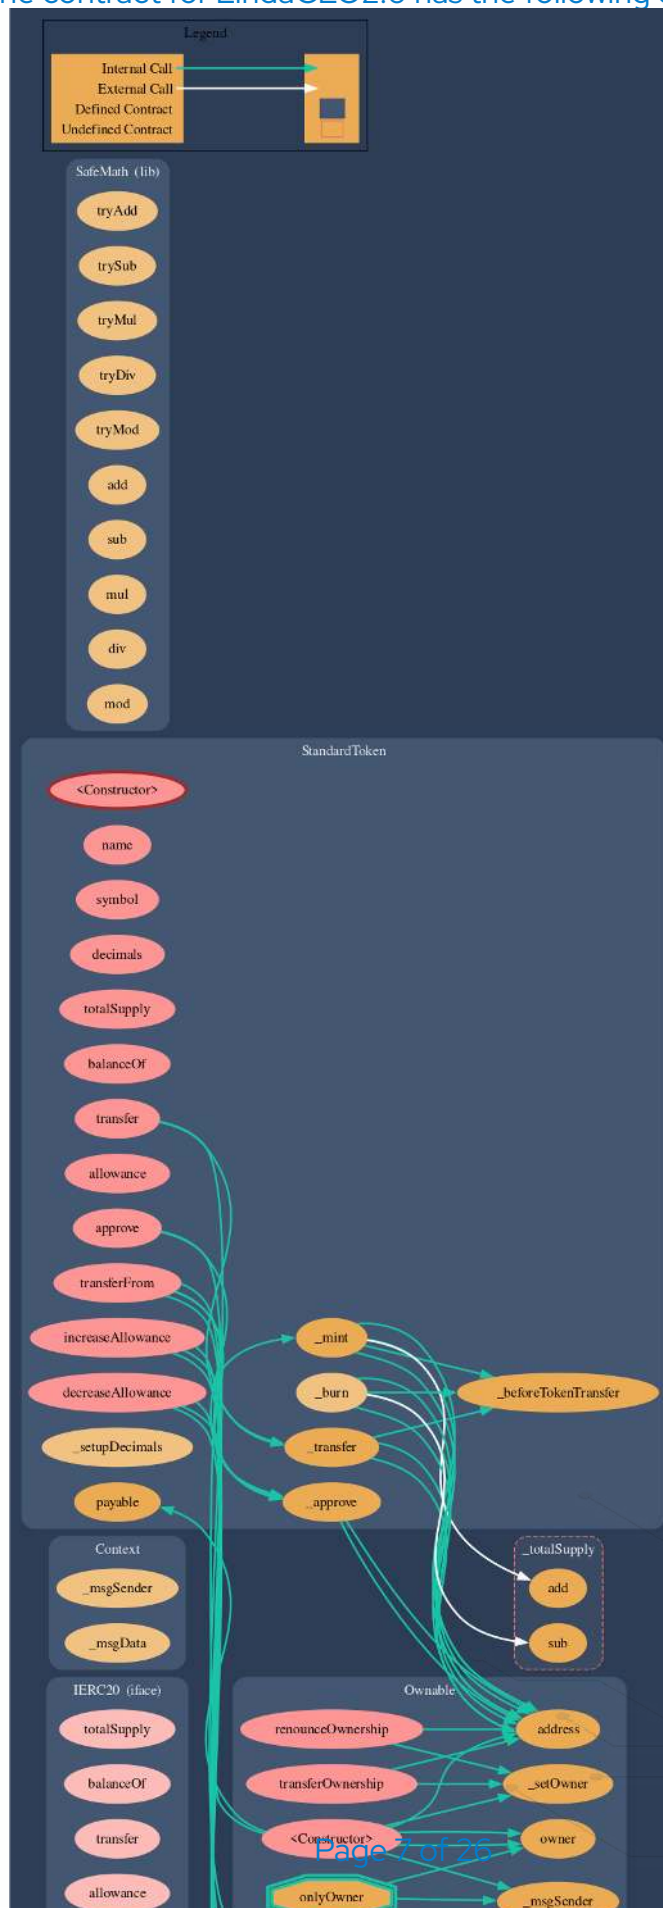 Legend
Internal Call
External Call
Defined Contract
Undefined Contract
SafeMath (lib)
tryAdd
trySub
tryMul
tryDiv
tryMod
add
sub
mul
div
mod
StandardToken
<Constructor>
name
symbol
decimals
totalSupply
balanceOf
transfer
allowance
approve
transferFrom
increaseAllowance
_mint
decreaseAllowance
_burn
_beforeTokenTransfer
_setupDecimals
_transfer
payable
_approve
Context
_msgSender
_msgData
_totalSupply
add
sub
IERC20 (iface)
totalSupply
balanceOf
transfer
allowance
Ownable
renounceOwnership
address
transferOwnership
_setOwner
<Constructor>
owner
Page 7 of 26
onlyOwner
_msgSender